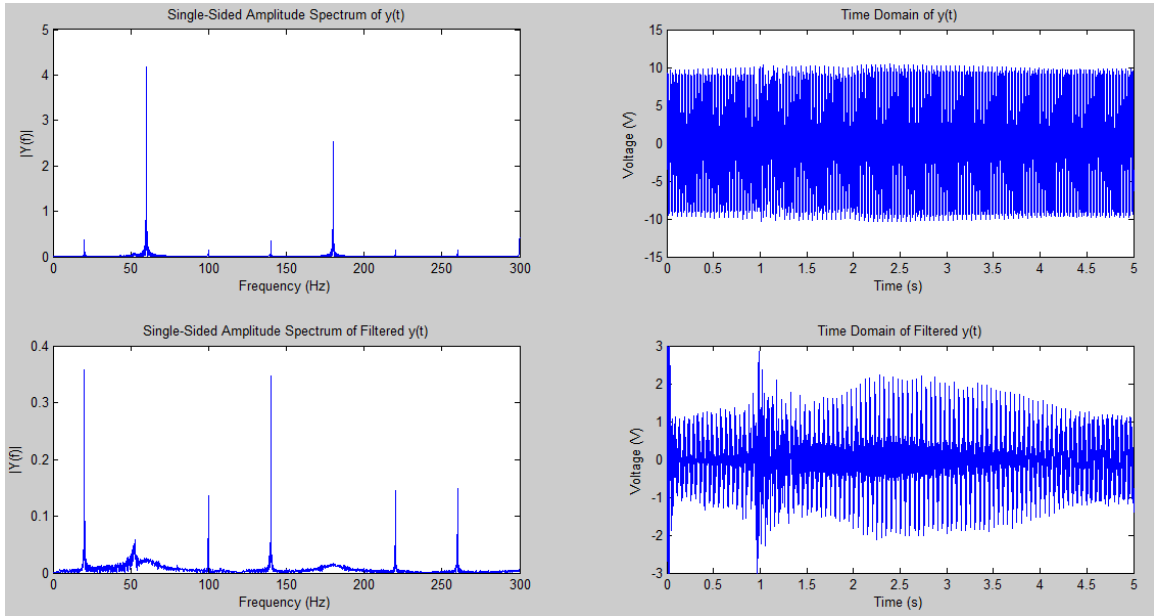 Single-Sided Amplitude Spectrum of y(t)
5
4
3
2
1
0
|Y(f)|
0 50 100 150 200 250 300
Frequency (Hz)
Time Domain of y(t)
15
10
5
0
-5
-10
-15
Voltage (V)
0 0.5 1 1.5 2 2.5 3 3.5 4 4.5 5
Time (s)
Single-Sided Amplitude Spectrum of Filtered y(t)
0.4
0.3
0.2
0.1
0
|Y(f)|
0 50 100 150 200 250 300
Frequency (Hz)
Time Domain of Filtered y(t)
3
2
1
0
-1
-2
-3
Voltage (V)
0 0.5 1 1.5 2 2.5 3 3.5 4 4.5 5
Time (s)